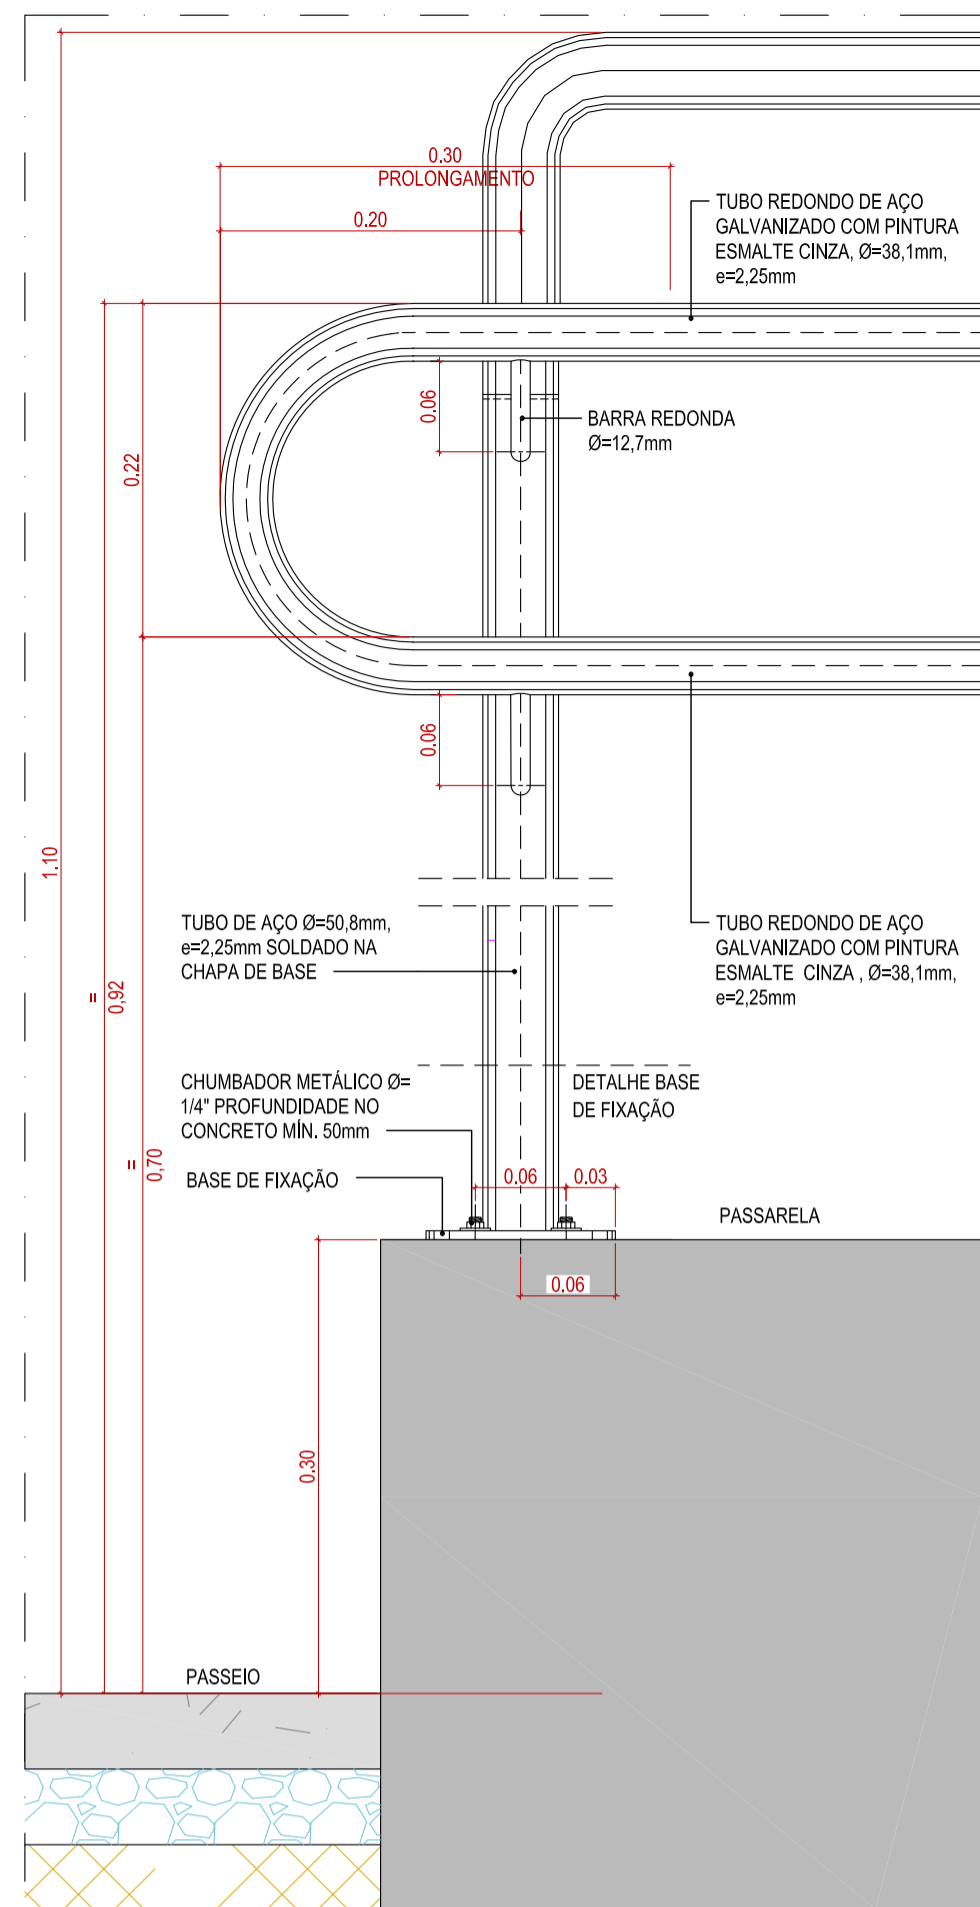 0.30
PROLONGAMENTO
0.20
TUBO REDONDO DE AÇO
GALVANIZADO COM PINTURA
ESMALTE CINZA, Ø=38,1mm,
e=2,25mm
0.06
BARRA REDONDA
Ø=12,7mm
0.22
0.06
1.10
TUBO DE AÇO Ø=50,8mm,
e=2,25mm SOLDADO NA
CHAPA DE BASE
TUBO REDONDO DE AÇO
GALVANIZADO COM PINTURA
ESMALTE CINZA , Ø=38,1mm,
e=2,25mm
=
0,92
CHUMBADOR METÁLICO Ø=
1/4" PROFUNDIDADE NO
CONCRETO MÍN. 50mm
DETALHE BASE
DE FIXAÇÃO
=
0,70
BASE DE FIXAÇÃO
0.06
0.03
PASSARELA
0.06
0.30
PASSEIO